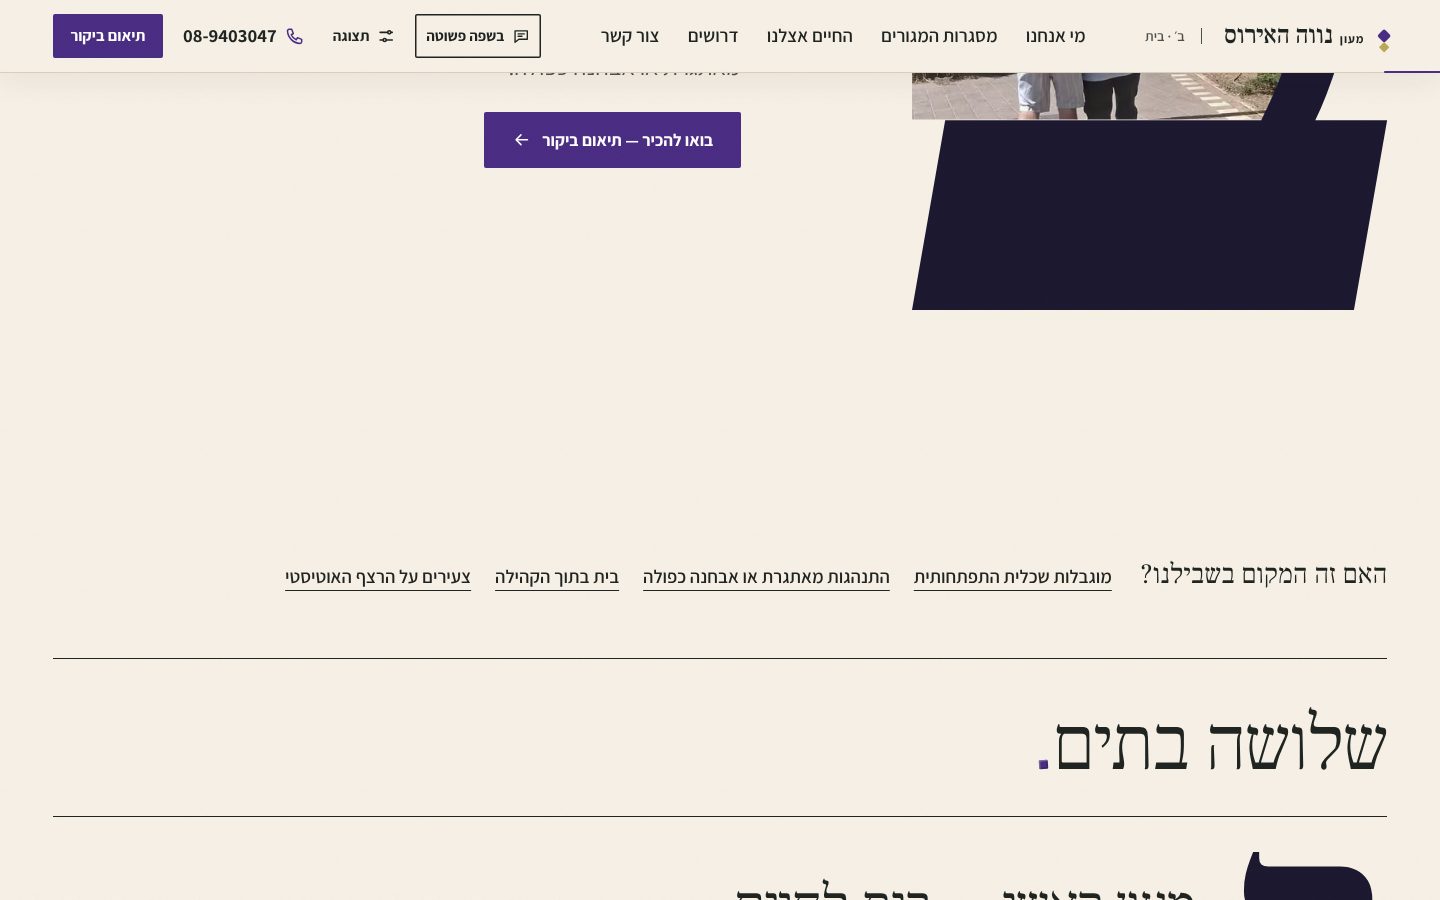 מעון נווה האירוס
ב׳ · בית
מי אנחנו
מסגרות המגורים
החיים אצלנו
דרושים
צור קשר
בשפה פשוטה
תצוגה
08-9403047
תיאום ביקור
בואו להכיר — תיאום ביקור ←
האם זה המקום בשבילנו?
מוגבלות שכלית התפתחותית
התנהגות מאתגרת או אבחנה כפולה
בית בתוך הקהילה
צעירים על הרצף האוטיסטי
שלושה בתים.